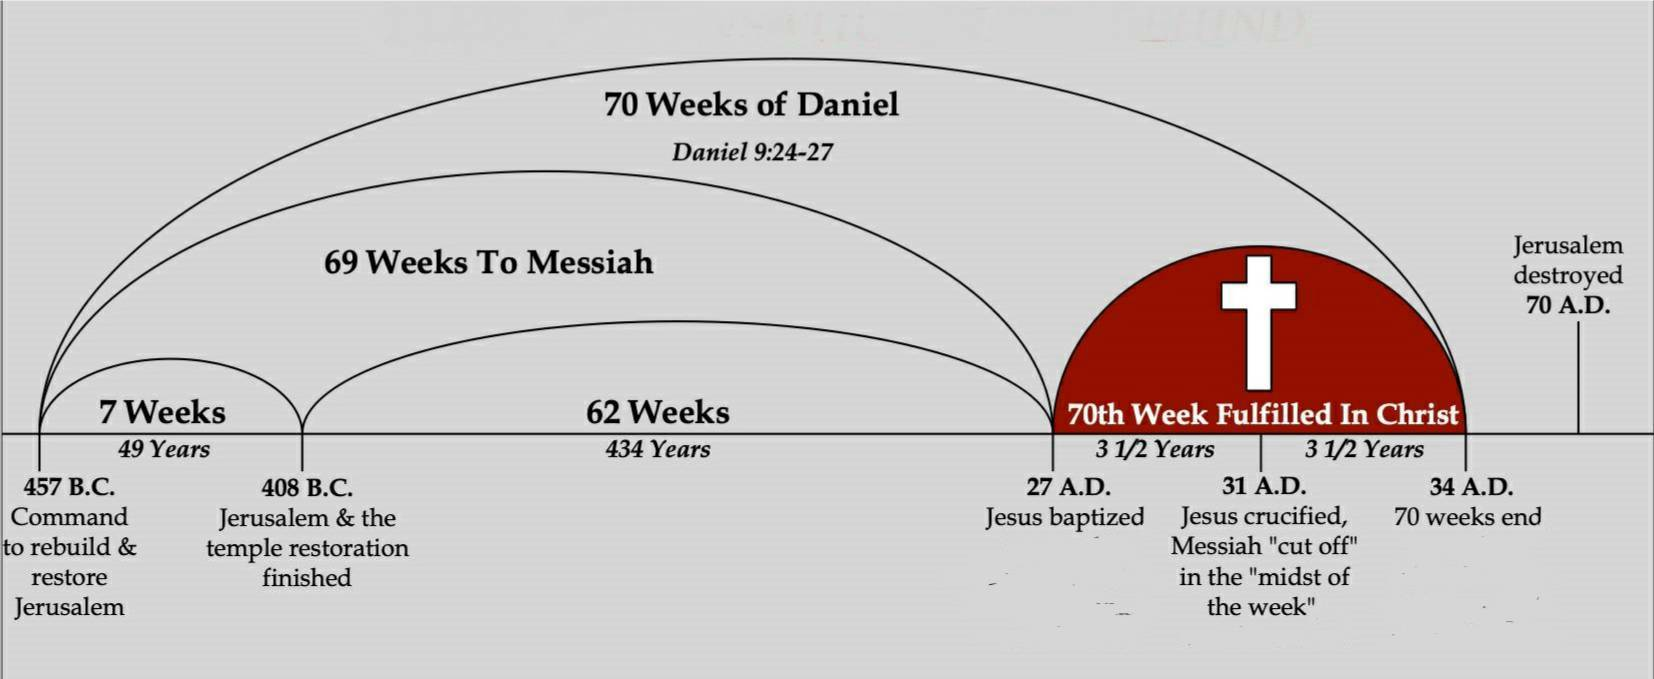 70 Weeks of Daniel
Daniel 9:24-27
69 Weeks To Messiah
Jerusalem
destroyed
70 A.D.
7 Weeks
62 Weeks
70th Week Fulfilled In Christ
49 Years
434 Years
3 1/2 Years
3 1/2 Years
457 B.C.
Command
to rebuild &
restore
Jerusalem
408 B.C.
Jerusalem & the
temple restoration
finished
27 A.D.
Jesus baptized
31 A.D.
Jesus crucified,
Messiah "cut off"
in the "midst of
the week"
34 A.D.
70 weeks end